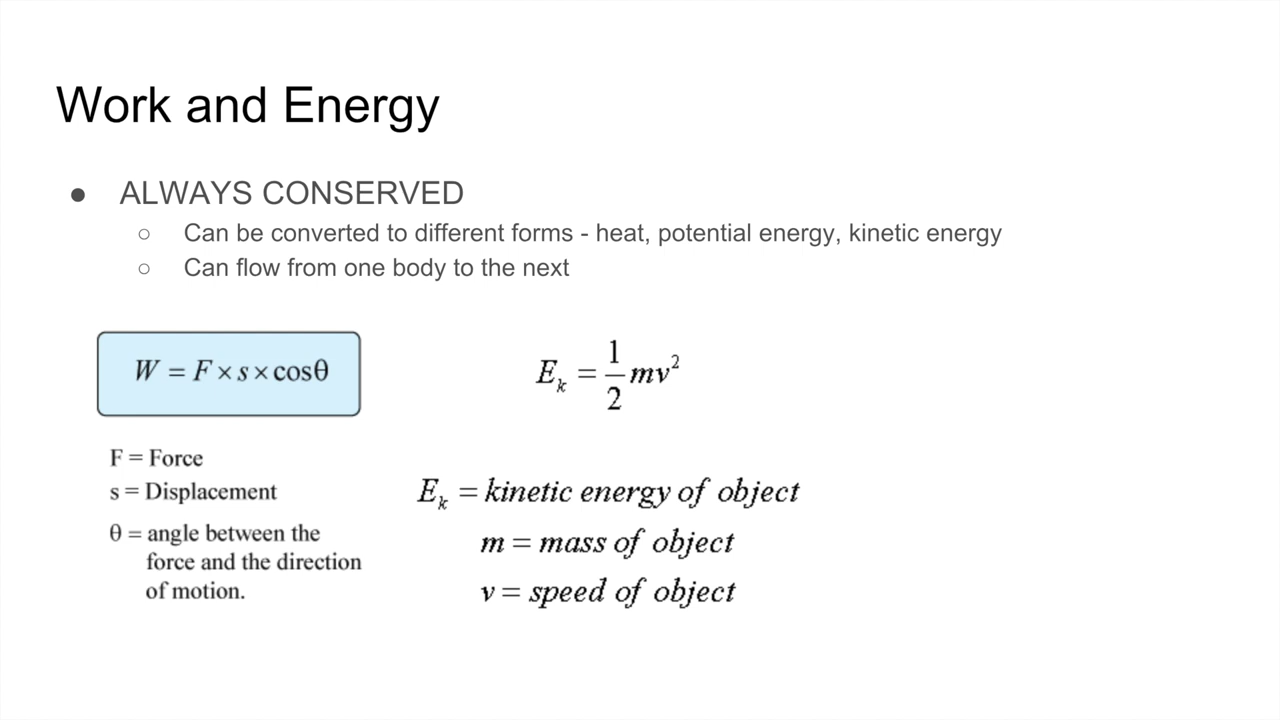 Work and Energy
● ALWAYS CONSERVED
○ Can be converted to different forms - heat, potential energy, kinetic energy
○ Can flow from one body to the next
W = F × s × cosθ
F = Force
s = Displacement
θ = angle between the
force and the direction
of motion.
E_k = 1/2 mv²
E_k = kinetic energy of object
m = mass of object
v = speed of object